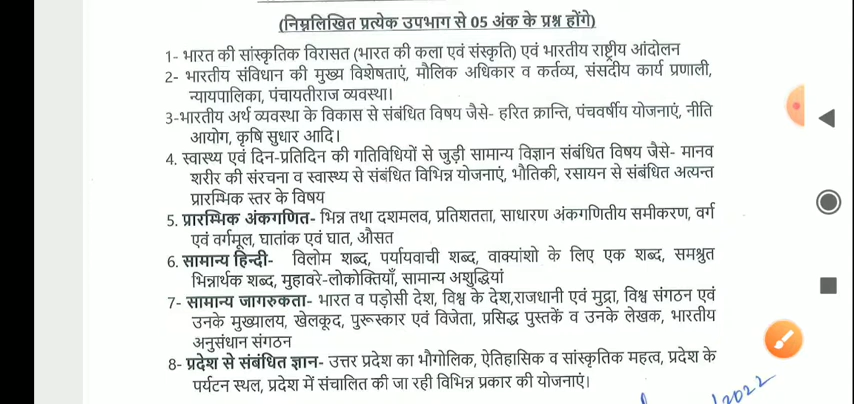 (निम्नलिखित प्रत्येक उपभाग से 05 अंक के प्रश्न होंगे)
1- भारत की सांस्कृतिक विरासत (भारत की कला एवं संस्कृति) एवं भारतीय राष्ट्रीय आंदोलन
2- भारतीय संविधान की मुख्य विशेषताएं, मौलिक अधिकार व कर्तव्य, संसदीय कार्य प्रणाली,
न्यायपालिका, पंचायतीराज व्यवस्था।
3-भारतीय अर्थ व्यवस्था के विकास से संबंधित विषय जैसे- हरित क्रान्ति, पंचवर्षीय योजनाएं, नीति
आयोग, कृषि सुधार आदि।
4. स्वास्थ्य एवं दिन-प्रतिदिन की गतिविधियों से जुड़ी सामान्य विज्ञान संबंधित विषय जैसे- मानव
शरीर की संरचना व स्वास्थ्य से संबंधित विभिन्न योजनाएं, भौतिकी, रसायन से संबंधित अत्यन्त
प्रारम्भिक स्तर के विषय
5. प्रारम्भिक अंकगणित- भिन्न तथा दशमलव, प्रतिशतता, साधारण अंकगणितीय समीकरण, वर्ग
एवं वर्गमूल, घातांक एवं घात, औसत
6. सामान्य हिन्दी- विलोम शब्द, पर्यायवाची शब्द, वाक्यांशो के लिए एक शब्द, समश्रुत
भिन्नार्थक शब्द, मुहावरे-लोकोक्तियाँ, सामान्य अशुद्धियां
7- सामान्य जागरुकता- भारत व पड़ोसी देश, विश्व के देश,राजधानी एवं मुद्रा, विश्व संगठन एवं
उनके मुख्यालय, खेलकूद, पुरूस्कार एवं विजेता, प्रसिद्ध पुस्तकें व उनके लेखक, भारतीय
अनुसंधान संगठन
8- प्रदेश से संबंधित ज्ञान- उत्तर प्रदेश का भौगोलिक, ऐतिहासिक व सांस्कृतिक महत्व, प्रदेश के
पर्यटन स्थल, प्रदेश में संचालित की जा रही विभिन्न प्रकार की योजनाएं।
/2022